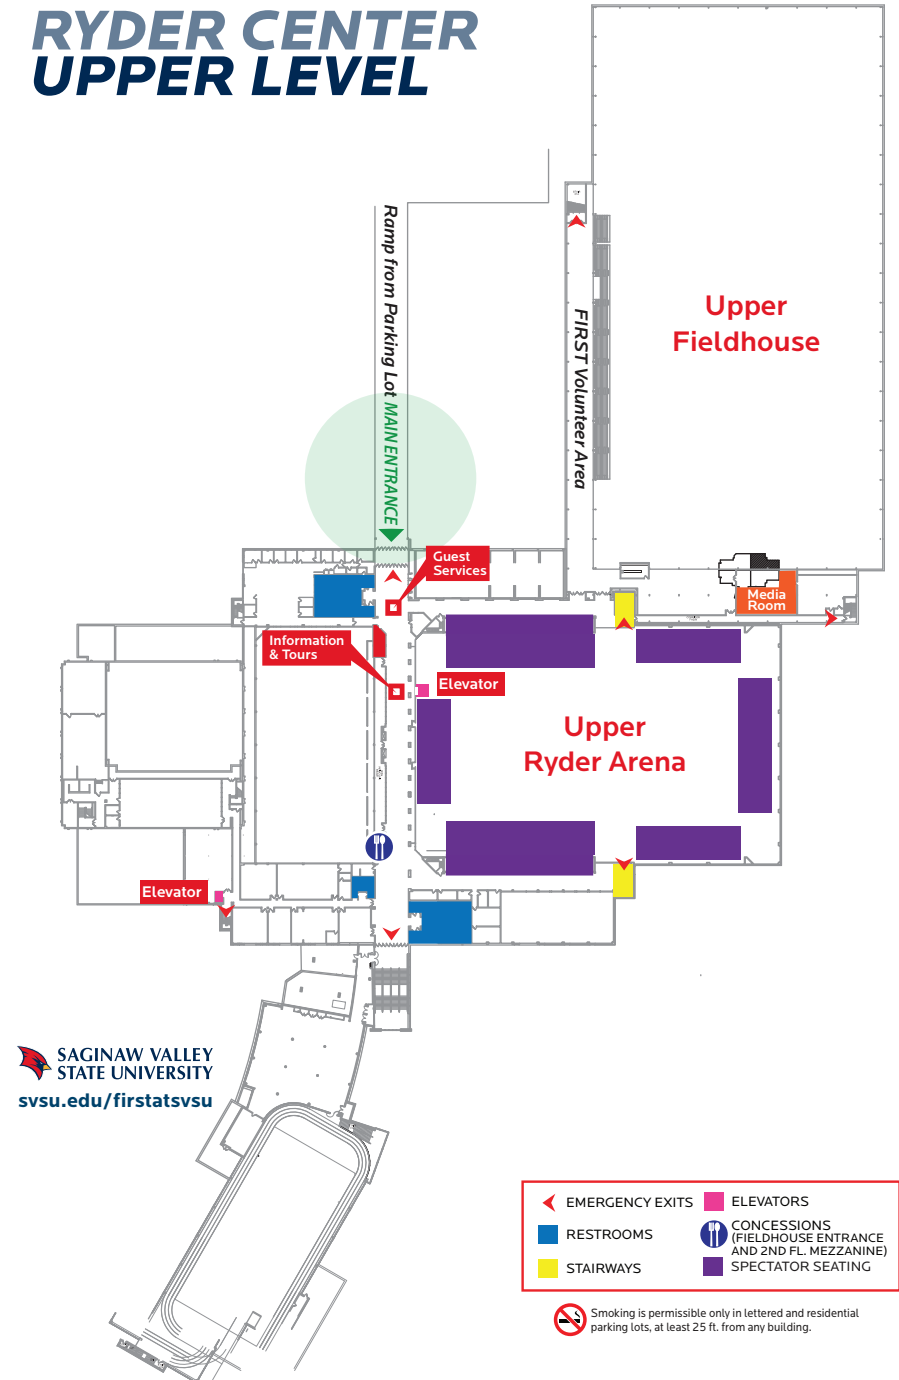 RYDER CENTER
UPPER LEVEL
Ramp from Parking Lot MAIN ENTRANCE
FIRST Volunteer Area
Upper
Fieldhouse
Guest
Services
Media
Room
Information
& Tours
Elevator
Upper
Ryder Arena
Elevator
SAGINAW VALLEY
STATE UNIVERSITY
svsu.edu/firstatsvsu
EMERGENCY EXITS
ELEVATORS
RESTROOMS
CONCESSIONS
(FIELDHOUSE ENTRANCE
AND 2ND FL. MEZZANINE)
STAIRWAYS
SPECTATOR SEATING
Smoking is permissible only in lettered and residential
parking lots, at least 25 ft. from any building.